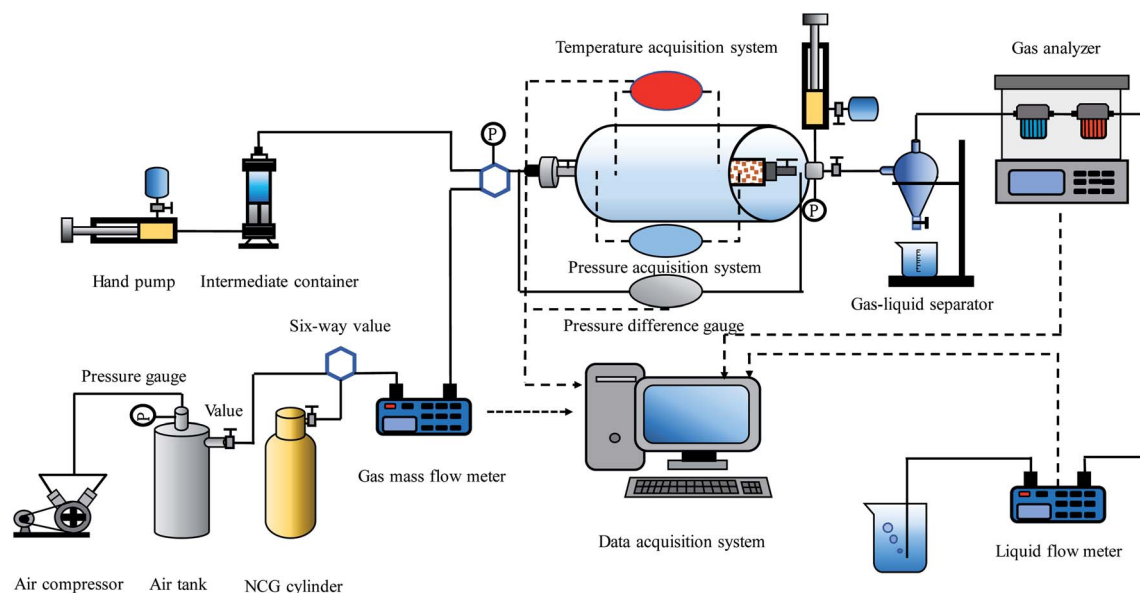 Temperature acquisition system
Gas analyzer
P
P
Hand pump
Intermediate container
Pressure acquisition system
Gas-liquid separator
Six-way value
Pressure difference gauge
Pressure gauge
P
Value
Gas mass flow meter
Data acquisition system
Liquid flow meter
Air compressor
Air tank
NCG cylinder